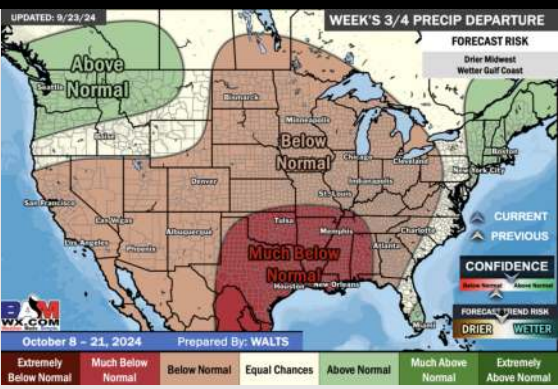 UPDATED: 9/23/24
WEEK'S 3/4 PRECIP DEPARTURE
FORECAST RISK
Drier Midwest
Wetter Gulf Coast
Above
Normal
Seattle
Boise
Bismarck
Minneapolis
Below
Normal
Chicago
Cleveland
Boston
New York City
Indianapolis
St. Louis
Denver
San Francisco
Las Vegas
Los Angeles
Phoenix
Albuquerque
Tulsa
Memphis
Charlotte
Atlanta
Much Below
Normal
Houston
New Orleans
Miami
CURRENT
PREVIOUS
CONFIDENCE
Below Normal
Above Normal
FORECAST TREND RISK
DRIER
WETTER
BAM
WX.COM
October 8 - 21, 2024
Prepared By: WALTS
Extremely
Below Normal
Much Below
Normal
Below Normal
Equal Chances
Above Normal
Much Above
Normal
Extremely
Above Normal